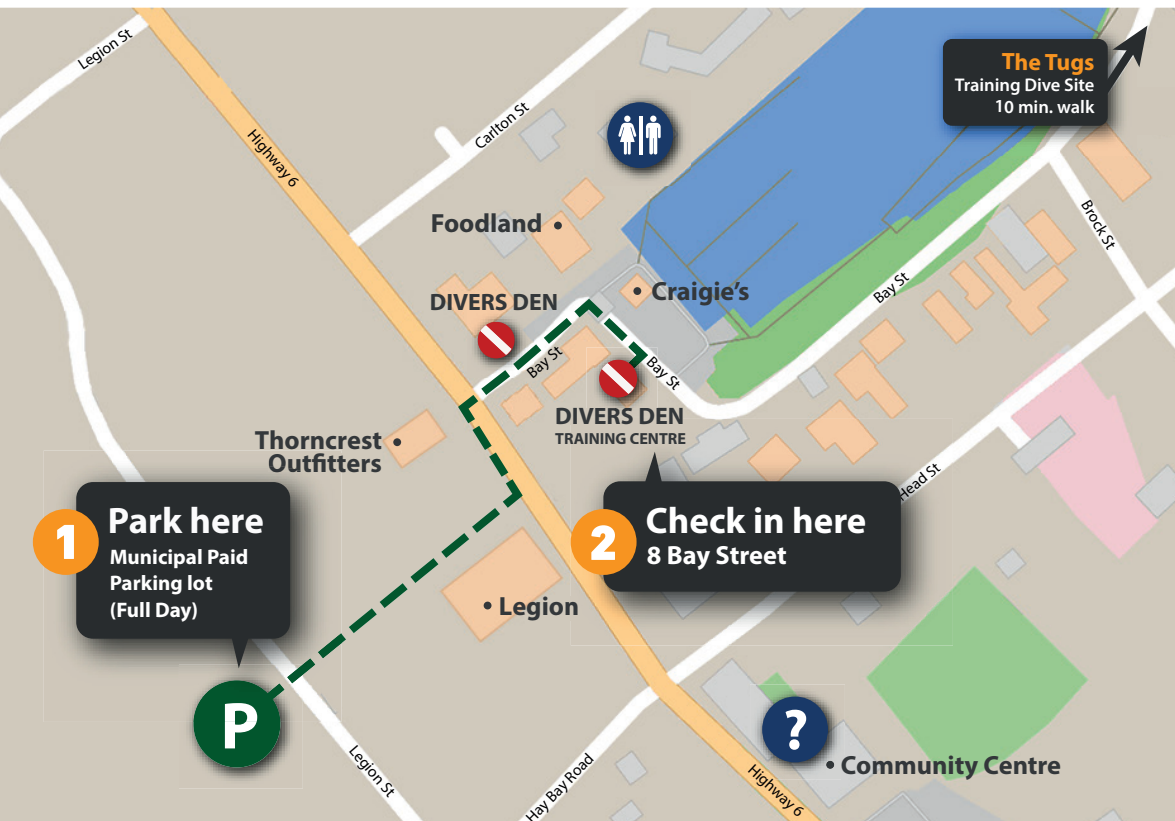 Legion St
Highway 6
Carlton St
The Tugs
Training Dive Site
10 min. walk
Foodland
Brock St
DIVERS DEN
Craigie's
Bay St
Bay St
Bay St
DIVERS DEN
TRAINING CENTRE
Thorncrest
Outfitters
Head St
1
Park here
Municipal Paid
Parking lot
(Full Day)
2
Check in here
8 Bay Street
Legion
P
?
Legion St
Hay Bay Road
Highway 6
Community Centre